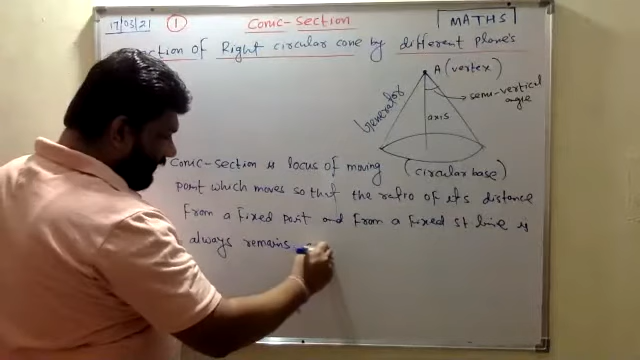 17/03/21 1 Conic-Section MATHS
section of Right circular cone by different plane's
A (vertex)
semi-vertical angle
Generator
axis
(circular base)
Conic-section is locus of moving
point which moves so that the ratio of its distance
From a fixed point and from a fixed st line is
always remains